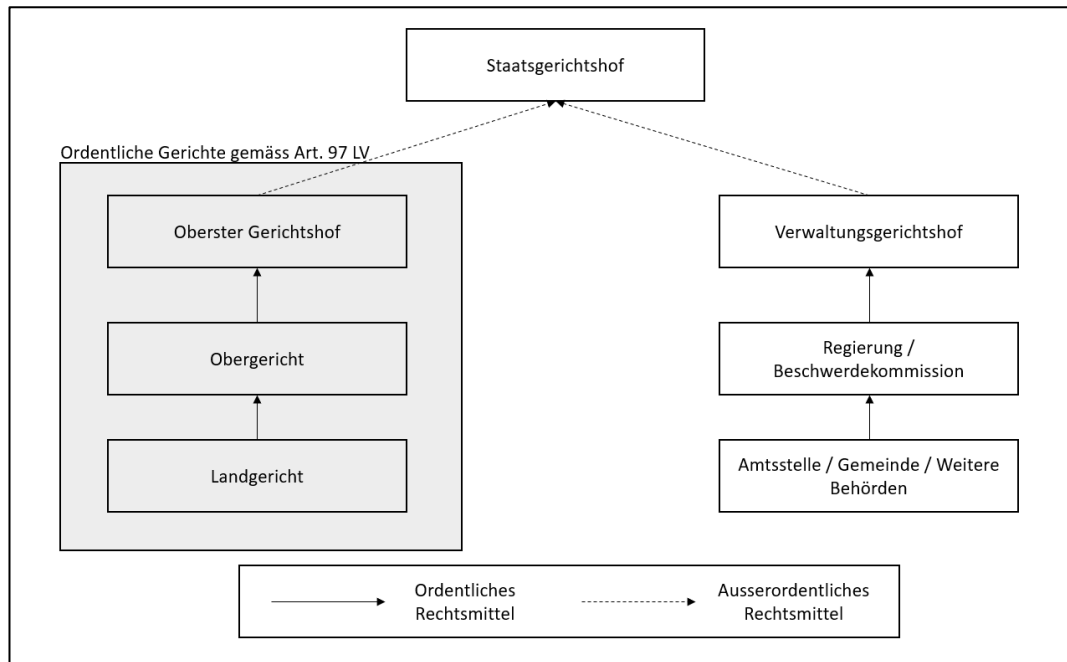 Staatsgerichtshof
Ordentliche Gerichte gemäss Art. 97 LV
Oberster Gerichtshof
Verwaltungsgerichtshof
Obergericht
Regierung /
Beschwerdekommission
Landgericht
Amtsstelle / Gemeinde / Weitere
Behörden
Ordentliches
Rechtsmittel
Ausserordentliches
Rechtsmittel